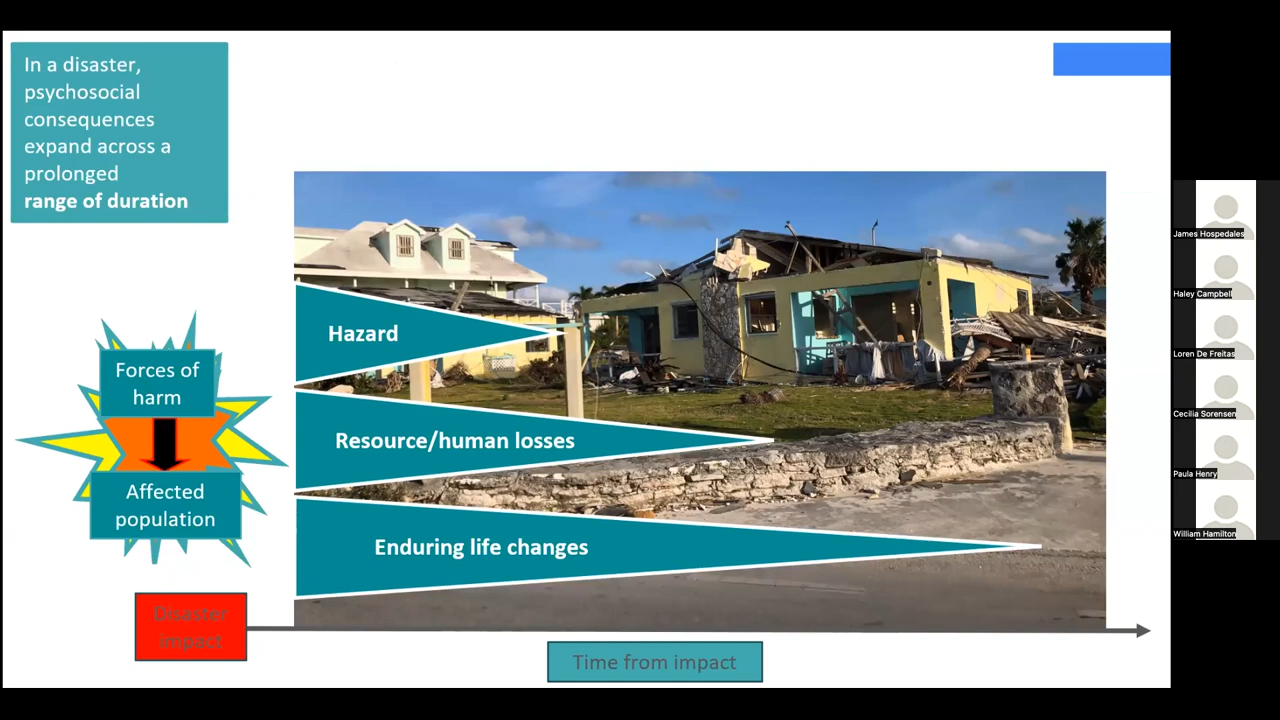 In a disaster,
psychosocial
consequences
expand across a
prolonged
range of duration
Hazard
Forces of
harm
Resource/human losses
Affected
population
Enduring life changes
Disaster
impact
Time from impact
James Hospedales
Haley Campbell
Loren De Freitas
Cecilia Sorensen
Paula Henry
William Hamilton